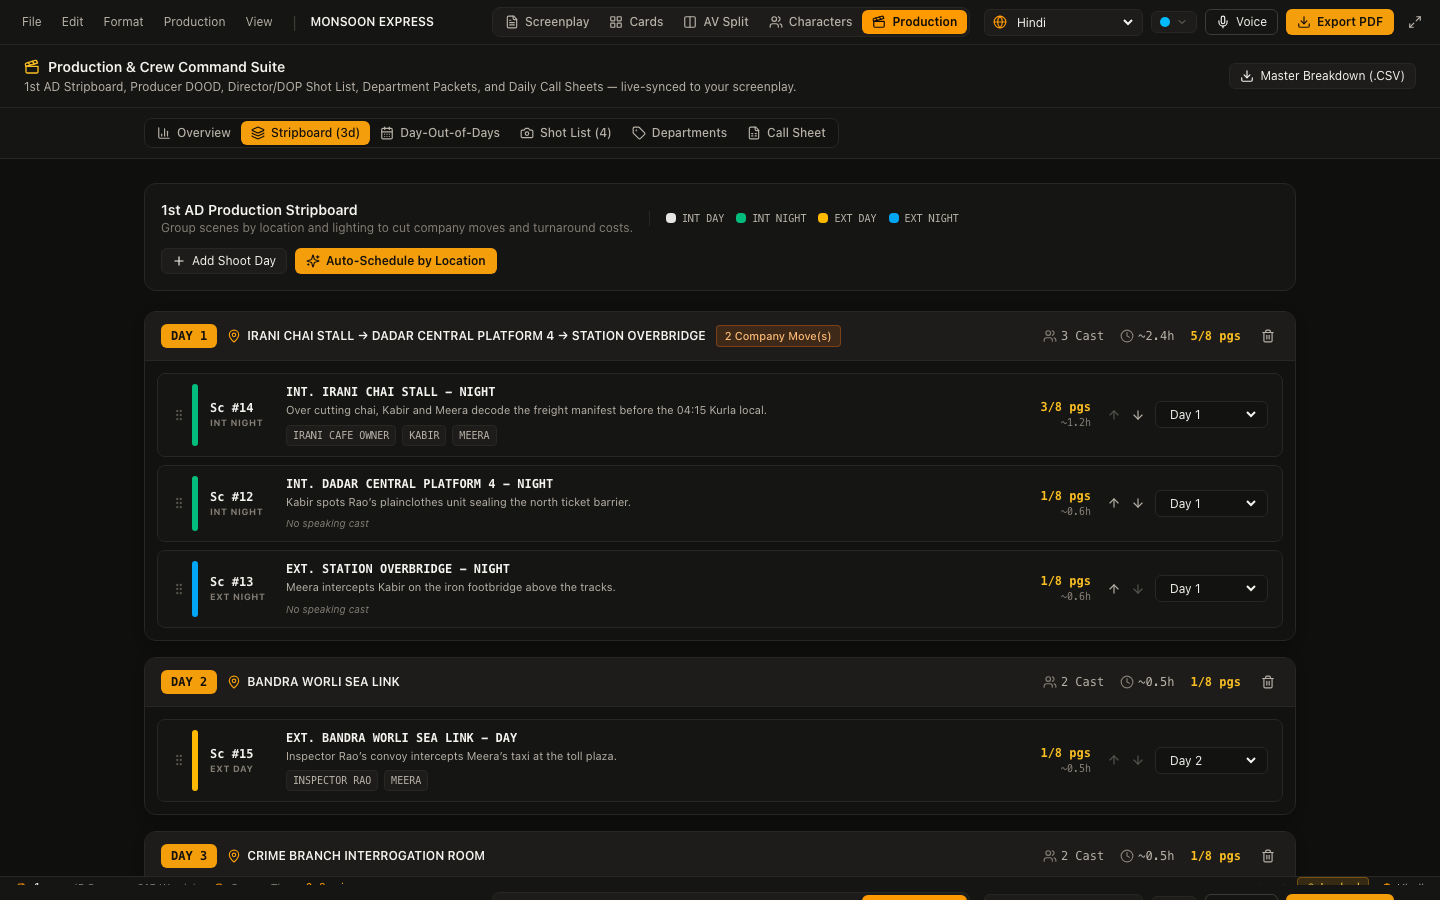 File Edit Format Production View MONSOON EXPRESS Screenplay Cards AV Split Characters Production Hindi Voice Export PDF
Production & Crew Command Suite
1st AD Stripboard, Producer DOOD, Director/DOP Shot List, Department Packets, and Daily Call Sheets — live-synced to your screenplay.
Master Breakdown (.CSV)
Overview Stripboard (3d) Day-Out-of-Days Shot List (4) Departments Call Sheet
1st AD Production Stripboard
Group scenes by location and lighting to cut company moves and turnaround costs.
INT DAY INT NIGHT EXT DAY EXT NIGHT
Add Shoot Day Auto-Schedule by Location
DAY 1 IRANI CHAI STALL → DADAR CENTRAL PLATFORM 4 → STATION OVERBRIDGE 2 Company Move(s) 3 Cast ~2.4h 5/8 pgs
Sc #14
INT NIGHT
INT. IRANI CHAI STALL – NIGHT
Over cutting chai, Kabir and Meera decode the freight manifest before the 04:15 Kurla local.
IRANI CAFE OWNER KABIR MEERA
3/8 pgs
~1.2h
Day 1
Sc #12
INT NIGHT
INT. DADAR CENTRAL PLATFORM 4 – NIGHT
Kabir spots Rao’s plainclothes unit sealing the north ticket barrier.
No speaking cast
1/8 pgs
~0.6h
Day 1
Sc #13
EXT NIGHT
EXT. STATION OVERBRIDGE – NIGHT
Meera intercepts Kabir on the iron footbridge above the tracks.
No speaking cast
1/8 pgs
~0.6h
Day 1
DAY 2 BANDRA WORLI SEA LINK 2 Cast ~0.5h 1/8 pgs
Sc #15
EXT DAY
EXT. BANDRA WORLI SEA LINK – DAY
Inspector Rao’s convoy intercepts Meera’s taxi at the toll plaza.
INSPECTOR RAO MEERA
1/8 pgs
~0.5h
Day 2
DAY 3 CRIME BRANCH INTERROGATION ROOM 2 Cast ~0.5h 1/8 pgs